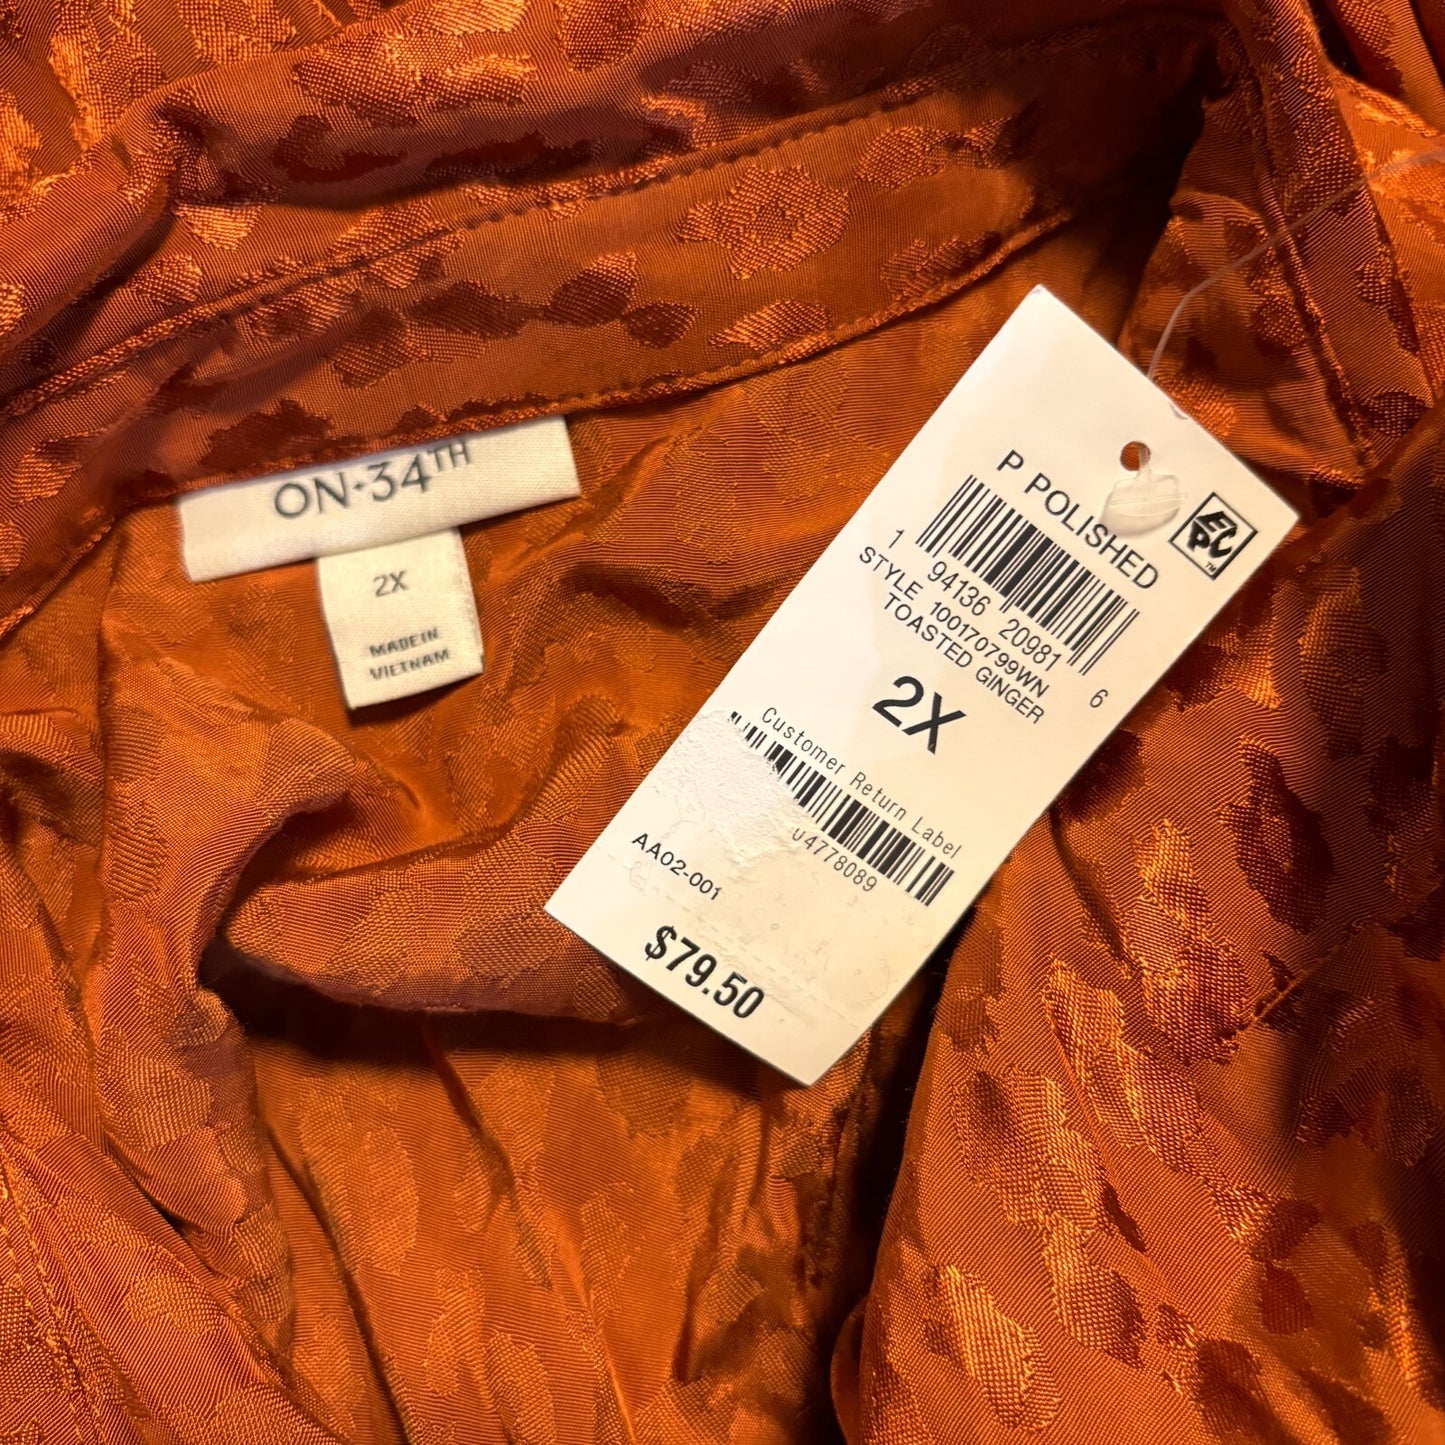 ON·34TH
2X
MADE IN
VIETNAM
P POLISHED
EPC™
1 94136 20981 6
STYLE 100170799WN
TOASTED GINGER
2X
Customer Return Label
04778089
AA02-001
$79.50